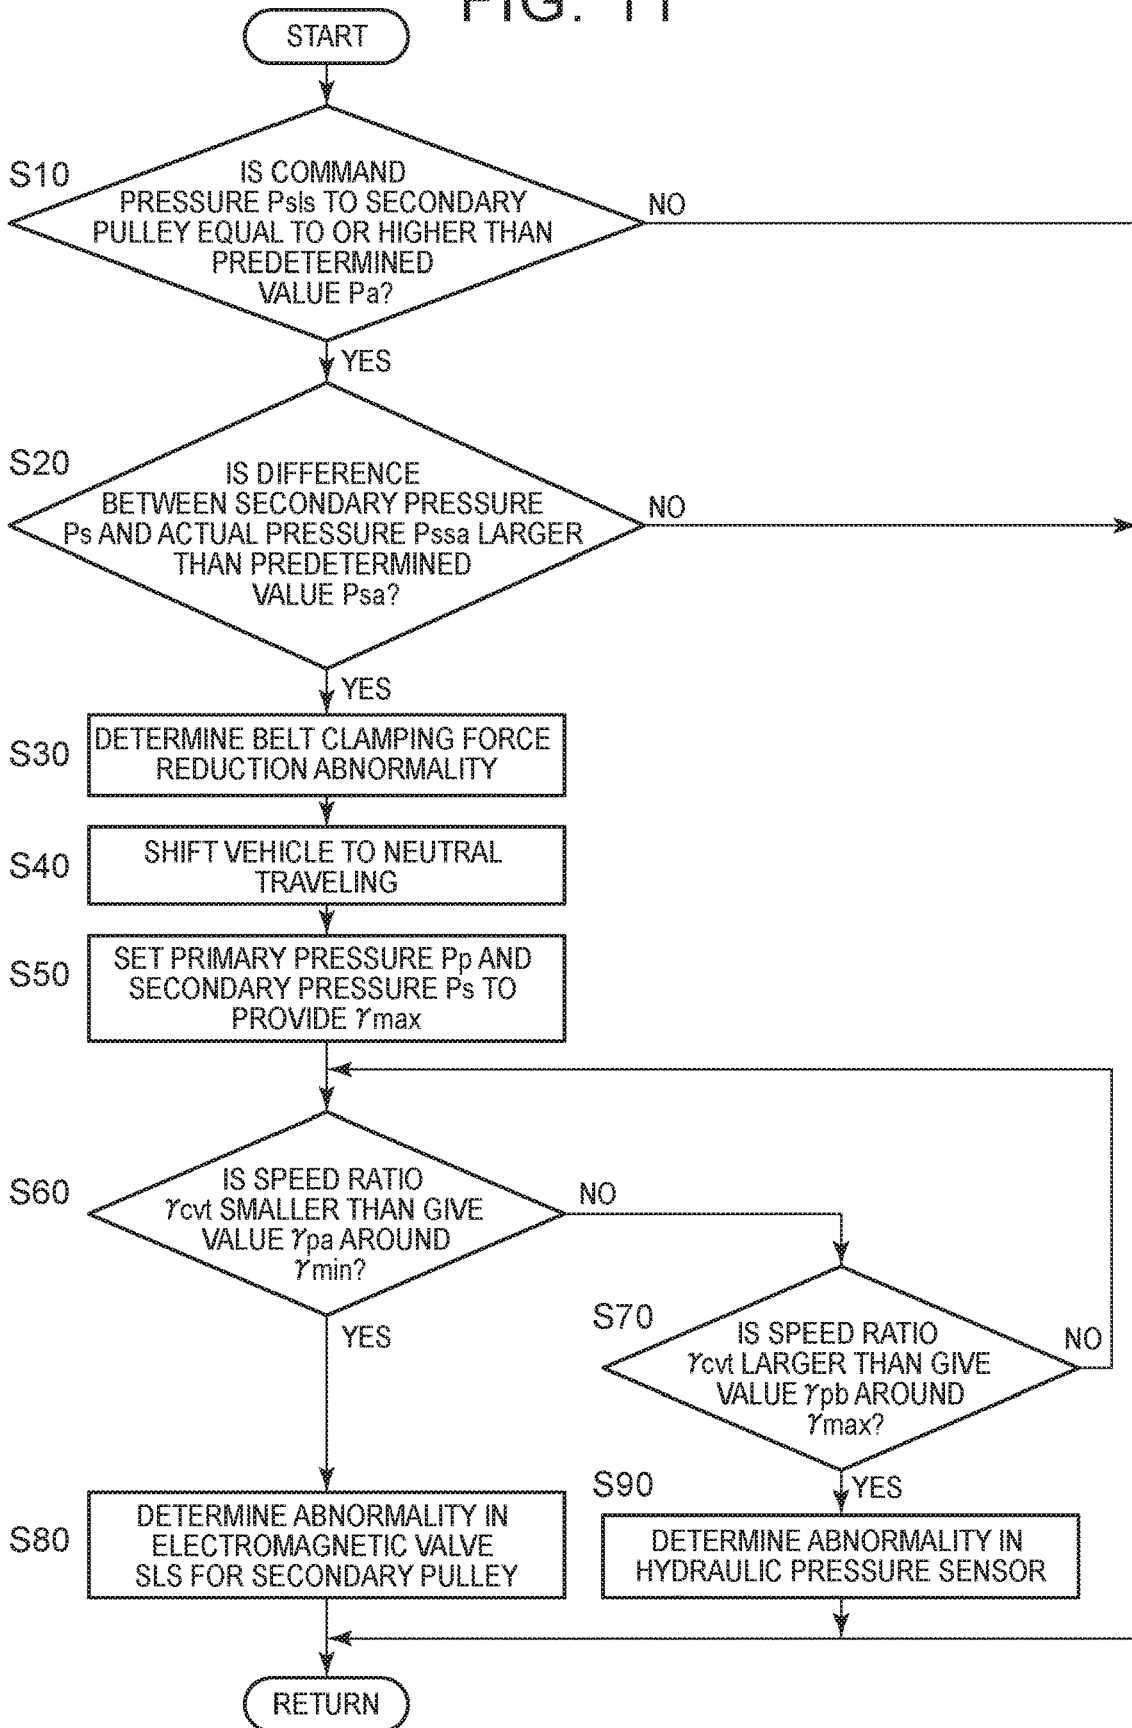 FIG. 11
START
S10
IS COMMAND
PRESSURE Psls TO SECONDARY
PULLEY EQUAL TO OR HIGHER THAN
PREDETERMINED
VALUE Pa?
NO
YES
S20
IS DIFFERENCE
BETWEEN SECONDARY PRESSURE
Ps AND ACTUAL PRESSURE Pssa LARGER
THAN PREDETERMINED
VALUE Psa?
NO
YES
S30
DETERMINE BELT CLAMPING FORCE
REDUCTION ABNORMALITY
S40
SHIFT VEHICLE TO NEUTRAL
TRAVELING
S50
SET PRIMARY PRESSURE Pp AND
SECONDARY PRESSURE Ps TO
PROVIDE γmax
S60
IS SPEED RATIO
γcvt SMALLER THAN GIVE
VALUE γpa AROUND
γmin?
NO
YES
S70
IS SPEED RATIO
γcvt LARGER THAN GIVE
VALUE γpb AROUND
γmax?
NO
YES
S80
DETERMINE ABNORMALITY IN
ELECTROMAGNETIC VALVE
SLS FOR SECONDARY PULLEY
S90
DETERMINE ABNORMALITY IN
HYDRAULIC PRESSURE SENSOR
RETURN